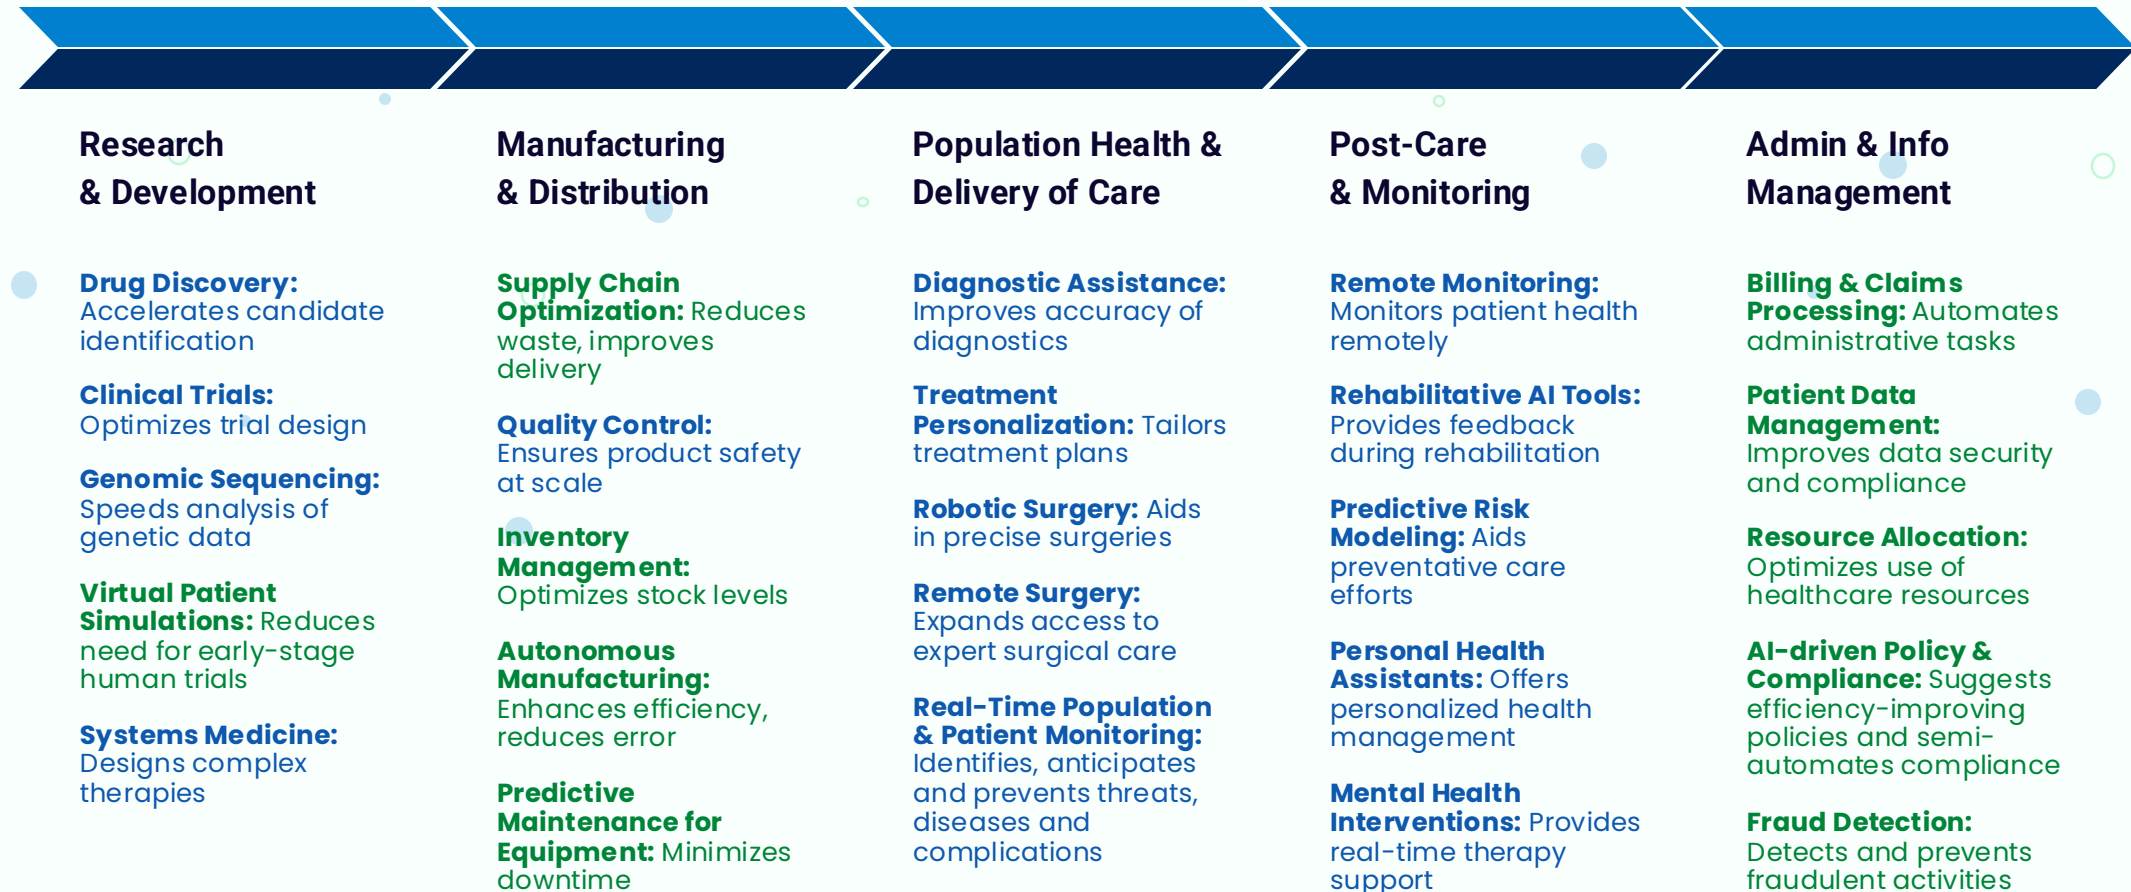 Research
& Development
Drug Discovery:
Accelerates candidate
identification
Clinical Trials:
Optimizes trial design
Genomic Sequencing:
Speeds analysis of
genetic data
Virtual Patient
Simulations: Reduces
need for early-stage
human trials
Systems Medicine:
Designs complex
therapies
Manufacturing
& Distribution
Supply Chain
Optimization: Reduces
waste, improves
delivery
Quality Control:
Ensures product safety
at scale
Inventory
Management:
Optimizes stock levels
Autonomous
Manufacturing:
Enhances efficiency,
reduces error
Predictive
Maintenance for
Equipment: Minimizes
downtime
Population Health &
Delivery of Care
Diagnostic Assistance:
Improves accuracy of
diagnostics
Treatment
Personalization: Tailors
treatment plans
Robotic Surgery: Aids
in precise surgeries
Remote Surgery:
Expands access to
expert surgical care
Real-Time Population
& Patient Monitoring:
Identifies, anticipates
and prevents threats,
diseases and
complications
Post-Care
& Monitoring
Remote Monitoring:
Monitors patient health
remotely
Rehabilitative AI Tools:
Provides feedback
during rehabilitation
Predictive Risk
Modeling: Aids
preventative care
efforts
Personal Health
Assistants: Offers
personalized health
management
Mental Health
Interventions: Provides
real-time therapy
support
Admin & Info
Management
Billing & Claims
Processing: Automates
administrative tasks
Patient Data
Management:
Improves data security
and compliance
Resource Allocation:
Optimizes use of
healthcare resources
AI-driven Policy &
Compliance: Suggests
efficiency-improving
policies and semi-
automates compliance
Fraud Detection:
Detects and prevents
fraudulent activities